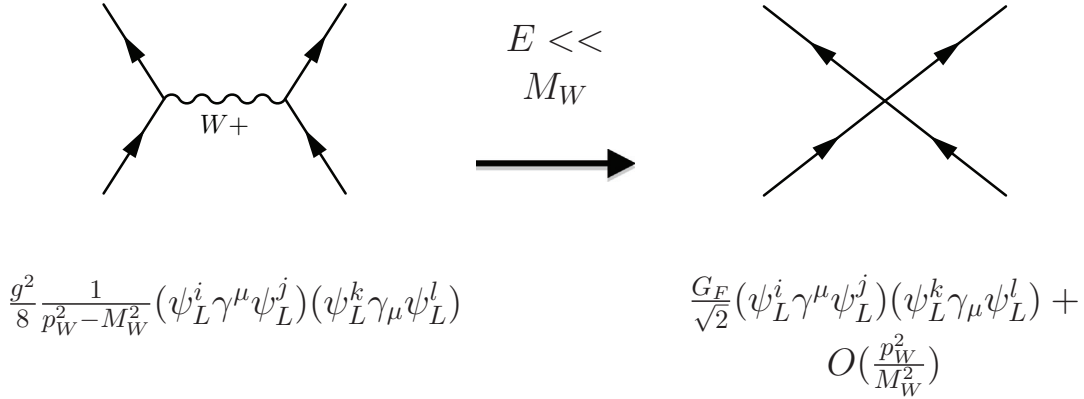 W+
E <<
M_W
\frac{g^2}{8} \frac{1}{p_W^2 - M_W^2} (\psi_L^i \gamma^\mu \psi_L^j)(\psi_L^k \gamma_\mu \psi_L^l)
\frac{G_F}{\sqrt{2}} (\psi_L^i \gamma^\mu \psi_L^j)(\psi_L^k \gamma_\mu \psi_L^l) +
O(\frac{p_W^2}{M_W^2})